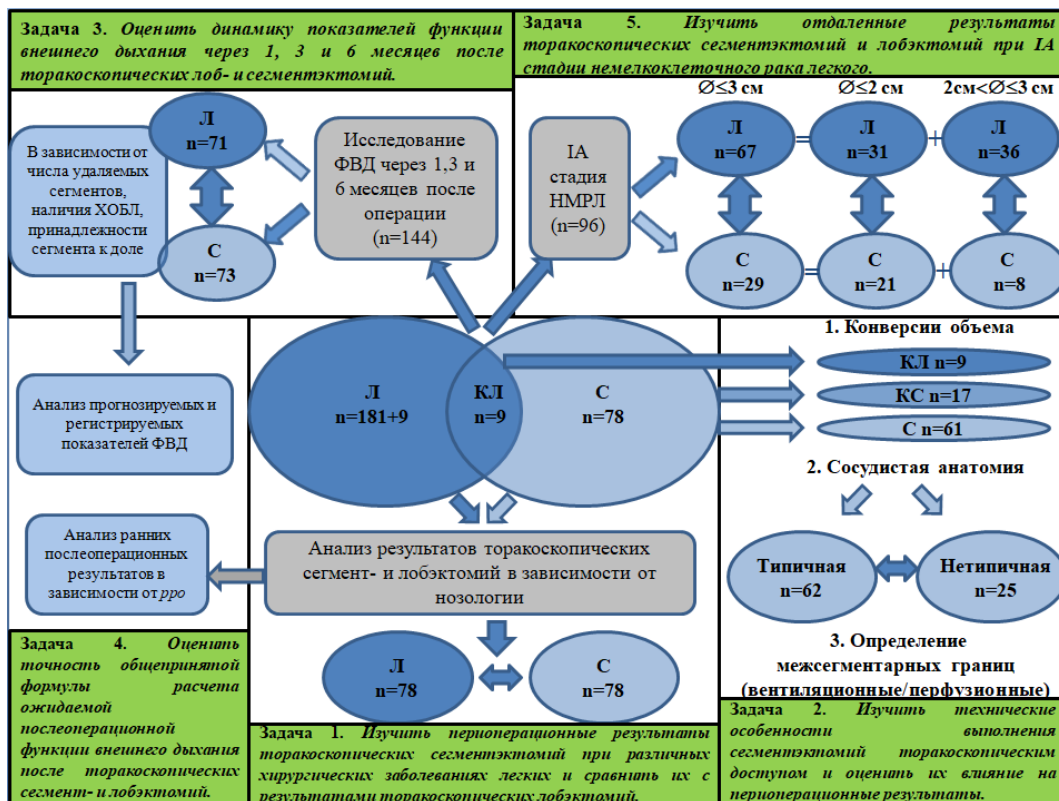 Задача 3. Оценить динамику показателей функции
внешнего дыхания через 1, 3 и 6 месяцев после
торакоскопических лоб- и сегментэктомий.
В зависимости от
числа удаляемых
сегментов,
наличия ХОБЛ,
принадлежности
сегмента к доле
Л
n=71
С
n=73
Исследование
ФВД через 1,3 и
6 месяцев после
операции
(n=144)
Задача 5. Изучить отдаленные результаты
торакоскопических сегментэктомий и лобэктомий при IA
стадии немелкоклеточного рака легкого.
Ø≤3 см Ø≤2 см 2см<Ø≤3 см
IA
стадия
НМРЛ
(n=96)
Л
n=67
=
Л
n=31
+
Л
n=36
С
n=29
=
С
n=21
+
С
n=8
Анализ прогнозируемых и
регистрируемых
показателей ФВД
Анализ ранних
послеоперационной
результатов в
зависимости от ppo
Задача 4. Оценить
точность общепринятой
формулы расчета
ожидаемой
послеоперационной
функции внешнего дыхания
после торакоскопических
сегмент- и лобэктомий.
Л
n=181+9
КЛ
n=9
С
n=78
Анализ результатов торакоскопических
сегмент- и лобэктомий в зависимости от
нозологии
Л
n=78
С
n=78
Задача 1. Изучить периоперационные результаты
торакоскопических сегментэктомий при различных
хирургических заболеваниях легких и сравнить их с
результатами торакоскопических лобэктомий.
1. Конверсии объема
КЛ n=9
КС n=17
С n=61
2. Сосудистая анатомия
Типичная
n=62
Нетипичная
n=25
3. Определение
межсегментарных границ
(вентиляционные/перфузионные)
Задача 2. Изучить технические
особенности выполнения
сегментэктомий торакоскопическим
доступом и оценить их влияние на
периоперационные результаты.